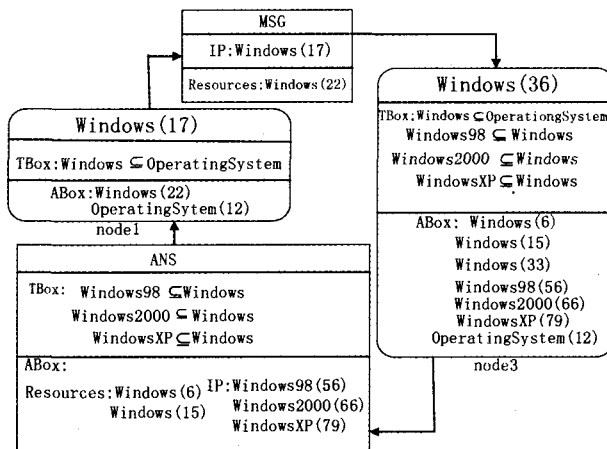 MSG
IP:Windows(17)
Resources:Windows(22)
Windows(17)
TBox:Windows ⊆ OperatingSystem
ABox:Windows(22)
OperatingSytem(12)
node1
Windows(36)
TBox:Windows ⊆ OperationgSystem
Windows98 ⊆ Windows
Windows2000 ⊆ Windows
WindowsXP ⊆ Windows
ABox: Windows(6)
Windows(15)
Windows(33)
Windows98(56)
Windows2000(66)
WindowsXP(79)
OperatingSystem(12)
node3
ANS
TBox: Windows98 ⊆ Windows
Windows2000 ⊆ Windows
WindowsXP ⊆ Windows
ABox:
Resources:Windows(6) IP:Windows98(56)
Windows(15) Windows2000(66)
WindowsXP(79)